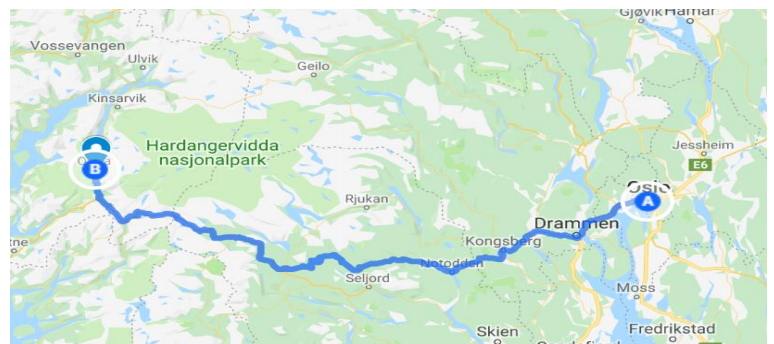 Gjøvik
Hamar
Vossevangen
Ulvik
Geilo
Kinsarvik
Jessheim
Hardangervidda
nasjonalpark
E6
B
Rjukan
Oslo
A
Drammen
Kongsberg
Notodden
Seljord
Moss
Skien
Fredrikstad